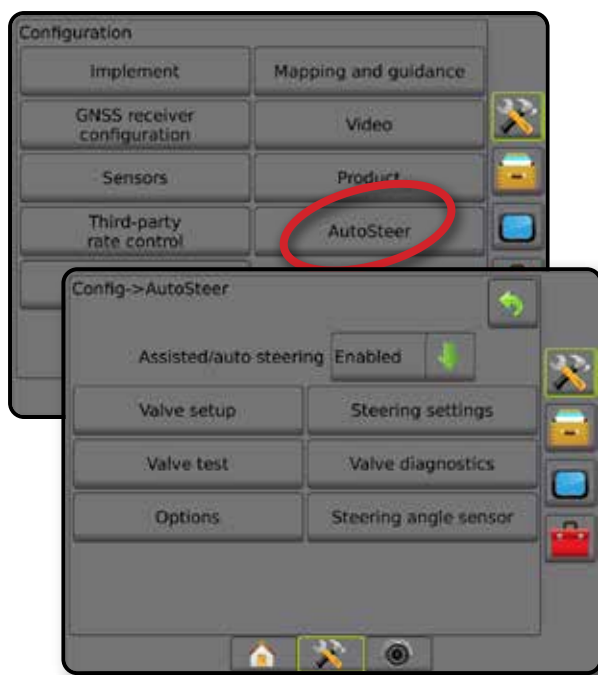 Configuration
Implement
Mapping and guidance
GNSS receiver
configuration
Video
Sensors
Product
Third-party
rate control
AutoSteer
Config->AutoSteer
Assisted/auto steering Enabled
Valve setup
Steering settings
Valve test
Valve diagnostics
Options
Steering angle sensor